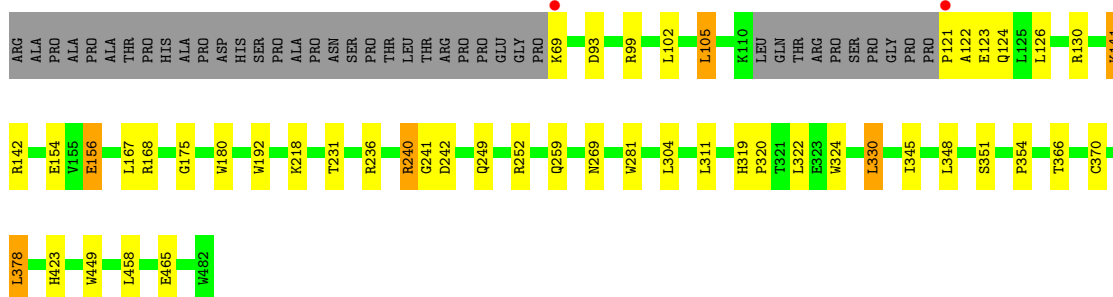 ARG ALA PRO ALA PRO ALA THR PRO HIS ALA PRO ASP HIS SER PRO ALA PRO ASN SER PRO THR LEU THR ARG PRO PRO GLU GLY PRO K69 D93 R99 L102 L105 K110 LEU GLN THR ARG PRO SER PRO GLY PRO PRO P121 A122 E123 Q124 L125 L126 R130
R142 E154 V155 E156 L167 R168 G175 W180 W192 K218 T231 R236 R240 G241 D242 Q249 R252 Q259 N269 W281 L304 L311 H319 P320 T321 L322 E323 W324 L330 I345 L348 S351 P354 T366 C370
L378 H423 W449 L458 E465 W482